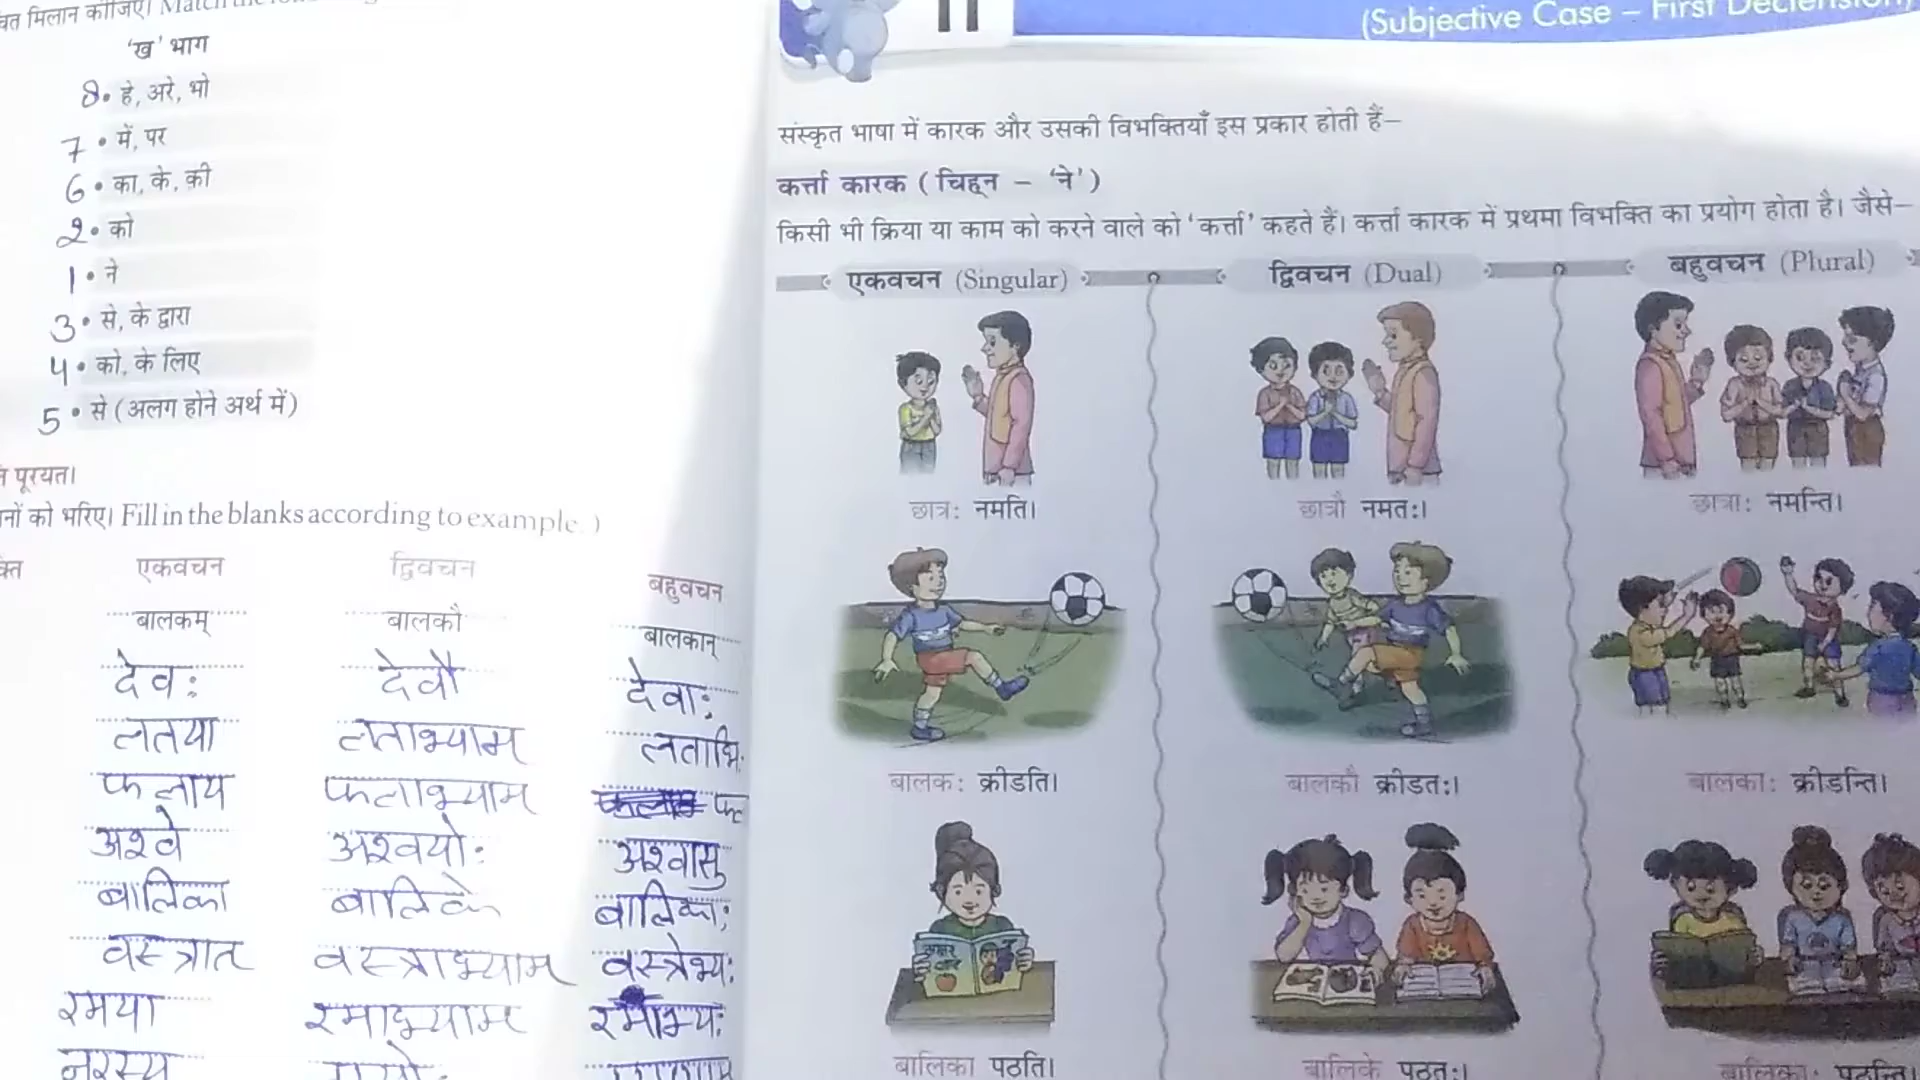 मिलान कीजिए।
'ख' भाग
8 • हे, अरे, भो
7 • में, पर
6 • का, के, की
2 • को
1 • ने
3 • से, के द्वारा
4 • को, के लिए
5 • से (अलग होने अर्थ में)
पूरयत।
को भरिए। Fill in the blanks according to example.)
एकवचन द्विवचन बहुवचन
बालकम् बालकौ बालकान्
देवः देवौ देवाः
लतया लताभ्याम लताभिः
फलाय फलाभ्याम
अश्वे अश्वयोः अश्वासु
बालिका बालिके बालिकाः
वस्त्रात वस्त्राभ्याम वस्त्रेभ्यः
रमया रमाभ्याम रमाभ्यः
नरस्य
11
(Subjective Case – First Declension)
संस्कृत भाषा में कारक और उसकी विभक्तियाँ इस प्रकार होती हैं–
कर्त्ता कारक (चिह्न – 'ने')
किसी भी क्रिया या काम को करने वाले को 'कर्त्ता' कहते हैं। कर्त्ता कारक में प्रथमा विभक्ति का प्रयोग होता है। जैसे–
एकवचन (Singular) द्विवचन (Dual) बहुवचन (Plural)
छात्रः नमति। छात्रौ नमतः। छात्राः नमन्ति।
बालकः क्रीडति। बालकौ क्रीडतः। बालकाः क्रीडन्ति।
बालिका पठति। बालिके पठतः। बालिकाः पठन्ति।